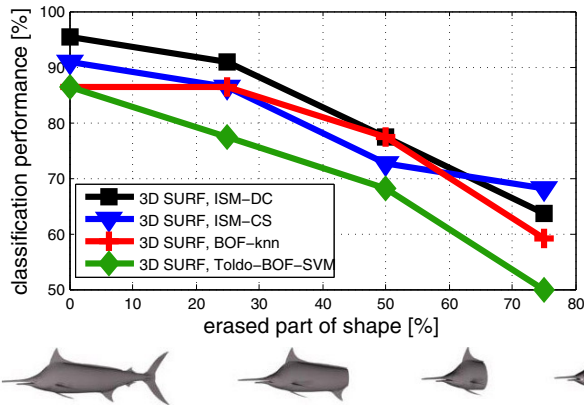 classification performance [%]
100
90
80
70
60
50
3D SURF, ISM-DC
3D SURF, ISM-CS
3D SURF, BOF-knn
3D SURF, Toldo-BOF-SVM
0 10 20 30 40 50 60 70 80
erased part of shape [%]